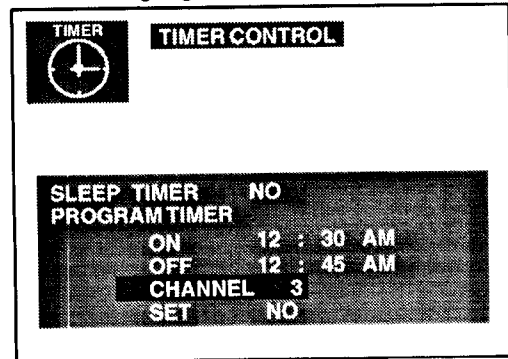 TIMER
TIMER CONTROL
SLEEP TIMER NO
PROGRAM TIMER
ON 12 : 30 AM
OFF 12 : 45 AM
CHANNEL 3
SET NO